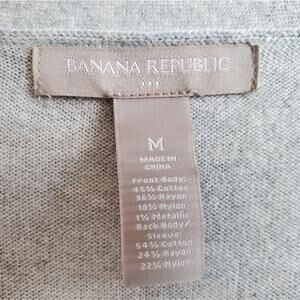 BANANA REPUBLIC
M
MADE IN
CHINA
Front Body:
45% Cotton
36% Rayon
18% Nylon
1% Metallic
Back Body/
Sleeve:
54% Cotton
24% Rayon
22% Nylon